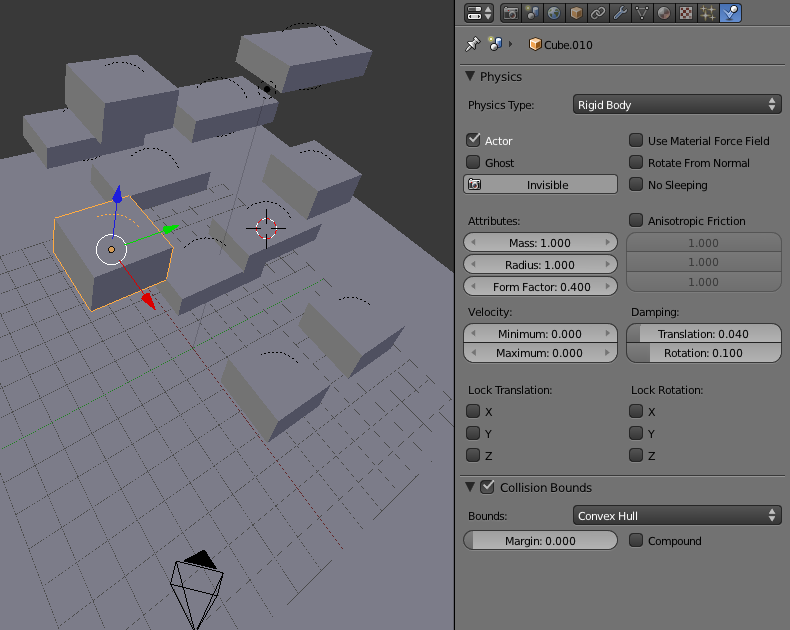 Cube.010
Physics
Physics Type: Rigid Body
Actor Use Material Force Field
Ghost Rotate From Normal
Invisible No Sleeping
Attributes: Anisotropic Friction
Mass: 1.000 1.000
Radius: 1.000 1.000
Form Factor: 0.400 1.000
Velocity: Damping:
Minimum: 0.000 Translation: 0.040
Maximum: 0.000 Rotation: 0.100
Lock Translation: Lock Rotation:
X X
Y Y
Z Z
Collision Bounds
Bounds: Convex Hull
Margin: 0.000 Compound